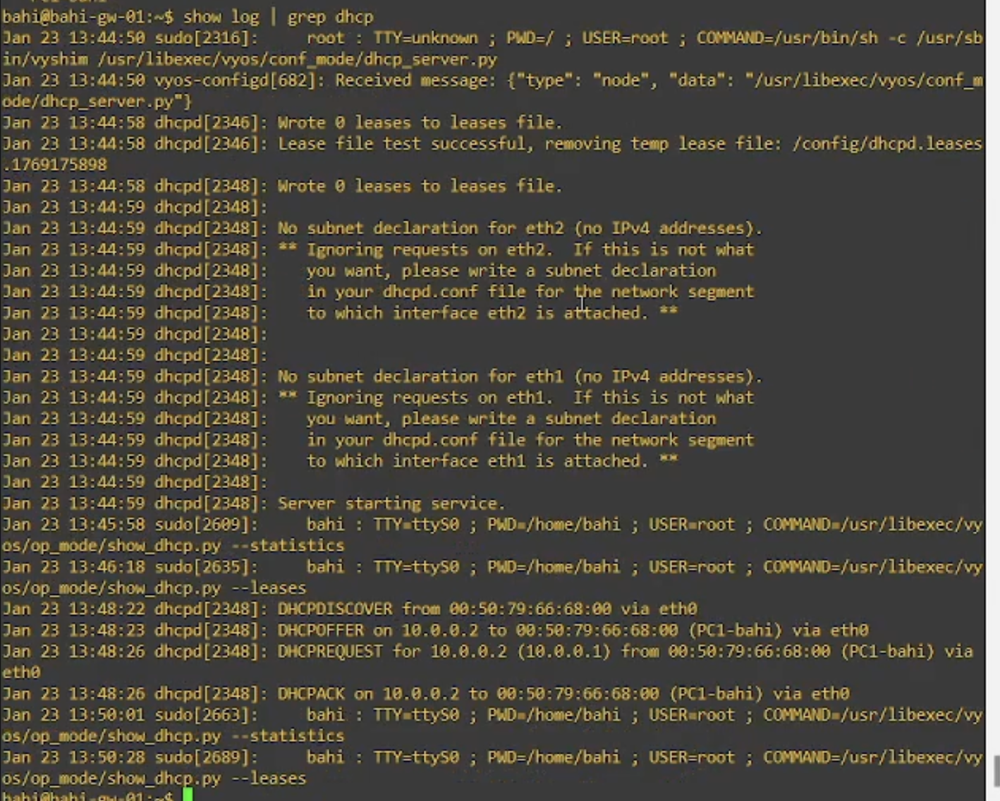 bahi@bahi-gw-01:~$ show log | grep dhcp
Jan 23 13:44:50 sudo[2316]:     root : TTY=unknown ; PWD=/ ; USER=root ; COMMAND=/usr/bin/sh -c /usr/sb
in/vyshim /usr/libexec/vyos/conf_mode/dhcp_server.py
Jan 23 13:44:50 vyos-configd[682]: Received message: {"type": "node", "data": "/usr/libexec/vyos/conf_m
ode/dhcp_server.py"}
Jan 23 13:44:58 dhcpd[2346]: Wrote 0 leases to leases file.
Jan 23 13:44:58 dhcpd[2346]: Lease file test successful, removing temp lease file: /config/dhcpd.leases
.1769175898
Jan 23 13:44:58 dhcpd[2348]: Wrote 0 leases to leases file.
Jan 23 13:44:59 dhcpd[2348]:
Jan 23 13:44:59 dhcpd[2348]: No subnet declaration for eth2 (no IPv4 addresses).
Jan 23 13:44:59 dhcpd[2348]: ** Ignoring requests on eth2.  If this is not what
Jan 23 13:44:59 dhcpd[2348]:    you want, please write a subnet declaration
Jan 23 13:44:59 dhcpd[2348]:    in your dhcpd.conf file for the network segment
Jan 23 13:44:59 dhcpd[2348]:    to which interface eth2 is attached. **
Jan 23 13:44:59 dhcpd[2348]:
Jan 23 13:44:59 dhcpd[2348]:
Jan 23 13:44:59 dhcpd[2348]: No subnet declaration for eth1 (no IPv4 addresses).
Jan 23 13:44:59 dhcpd[2348]: ** Ignoring requests on eth1.  If this is not what
Jan 23 13:44:59 dhcpd[2348]:    you want, please write a subnet declaration
Jan 23 13:44:59 dhcpd[2348]:    in your dhcpd.conf file for the network segment
Jan 23 13:44:59 dhcpd[2348]:    to which interface eth1 is attached. **
Jan 23 13:44:59 dhcpd[2348]:
Jan 23 13:44:59 dhcpd[2348]: Server starting service.
Jan 23 13:45:58 sudo[2609]:     bahi : TTY=ttyS0 ; PWD=/home/bahi ; USER=root ; COMMAND=/usr/libexec/vy
os/op_mode/show_dhcp.py --statistics
Jan 23 13:46:18 sudo[2635]:     bahi : TTY=ttyS0 ; PWD=/home/bahi ; USER=root ; COMMAND=/usr/libexec/vy
os/op_mode/show_dhcp.py --leases
Jan 23 13:48:22 dhcpd[2348]: DHCPDISCOVER from 00:50:79:66:68:00 via eth0
Jan 23 13:48:23 dhcpd[2348]: DHCPOFFER on 10.0.0.2 to 00:50:79:66:68:00 (PC1-bahi) via eth0
Jan 23 13:48:26 dhcpd[2348]: DHCPREQUEST for 10.0.0.2 (10.0.0.1) from 00:50:79:66:68:00 (PC1-bahi) via
eth0
Jan 23 13:48:26 dhcpd[2348]: DHCPACK on 10.0.0.2 to 00:50:79:66:68:00 (PC1-bahi) via eth0
Jan 23 13:50:01 sudo[2663]:     bahi : TTY=ttyS0 ; PWD=/home/bahi ; USER=root ; COMMAND=/usr/libexec/vy
os/op_mode/show_dhcp.py --statistics
Jan 23 13:50:28 sudo[2689]:     bahi : TTY=ttyS0 ; PWD=/home/bahi ; USER=root ; COMMAND=/usr/libexec/vy
os/op_mode/show_dhcp.py --leases
bahi@bahi-gw-01:~$